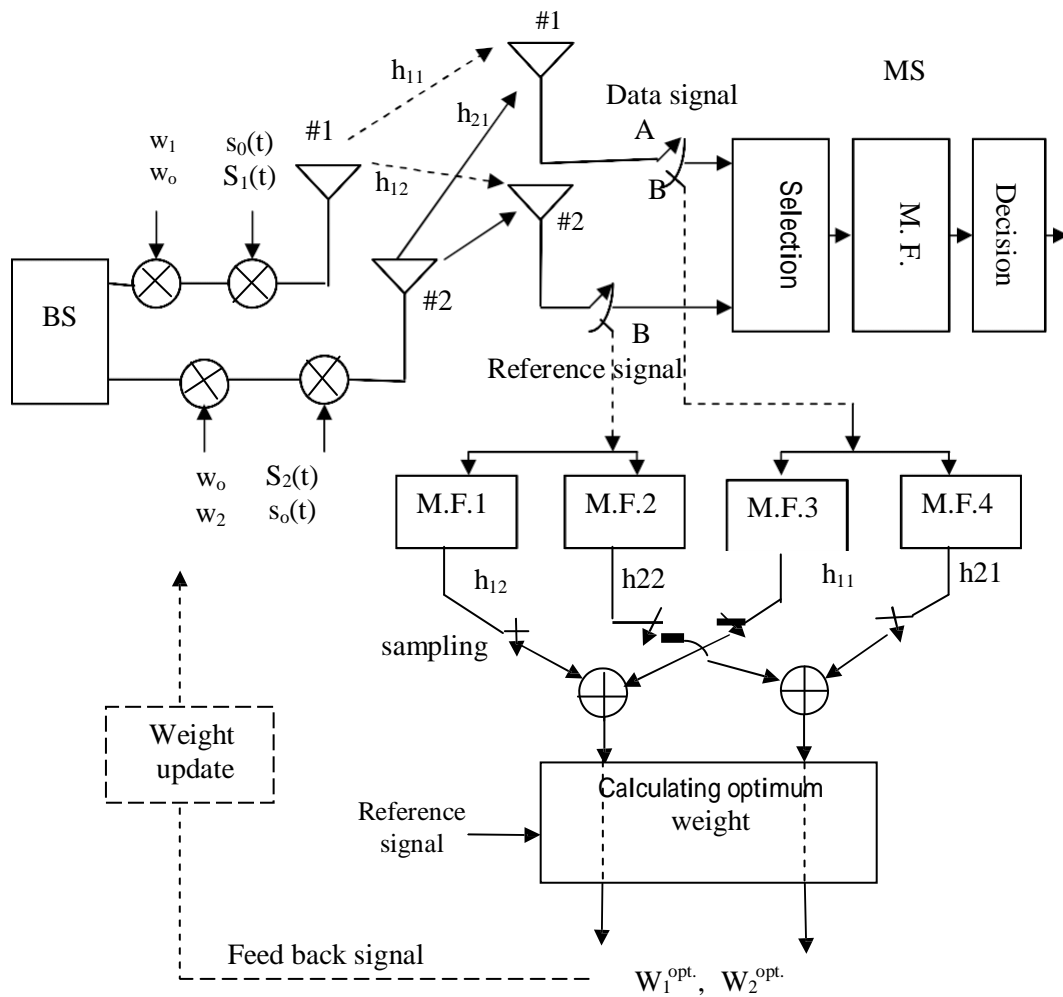 #1
MS
h₁₁
Data signal
h₂₁
A
w₁
s₀(t)
#1
wₒ
S₁(t)
h₁₂
B
#2
Selection
M. F.
Decision
BS
#2
B
Reference signal
wₒ
S₂(t)
w₂
sₒ(t)
M.F.1
M.F.2
M.F.3
M.F.4
h₁₂
h22
h₁₁
h21
sampling
Weight
update
Calculating optimum
weight
Reference
signal
Feed back signal
W₁ᵒᵖᵗ·, W₂ᵒᵖᵗ·